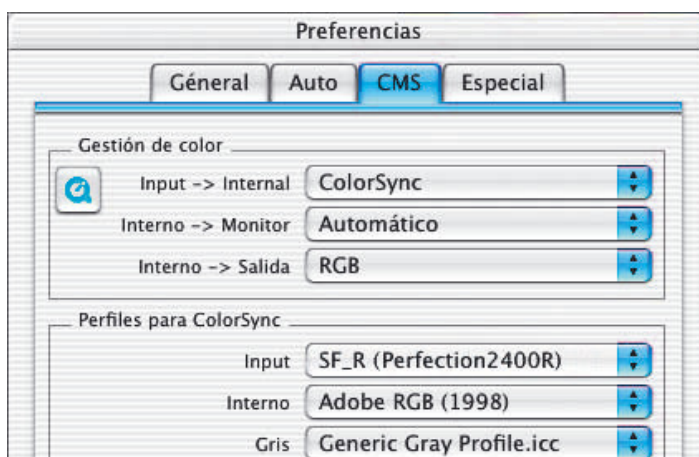 Preferencias
Géneral Auto CMS Especial
Gestión de color
Input -> Internal ColorSync
Interno -> Monitor Automático
Interno -> Salida RGB
Perfiles para ColorSync
Input SF_R (Perfection2400R)
Interno Adobe RGB (1998)
Gris Generic Gray Profile.icc